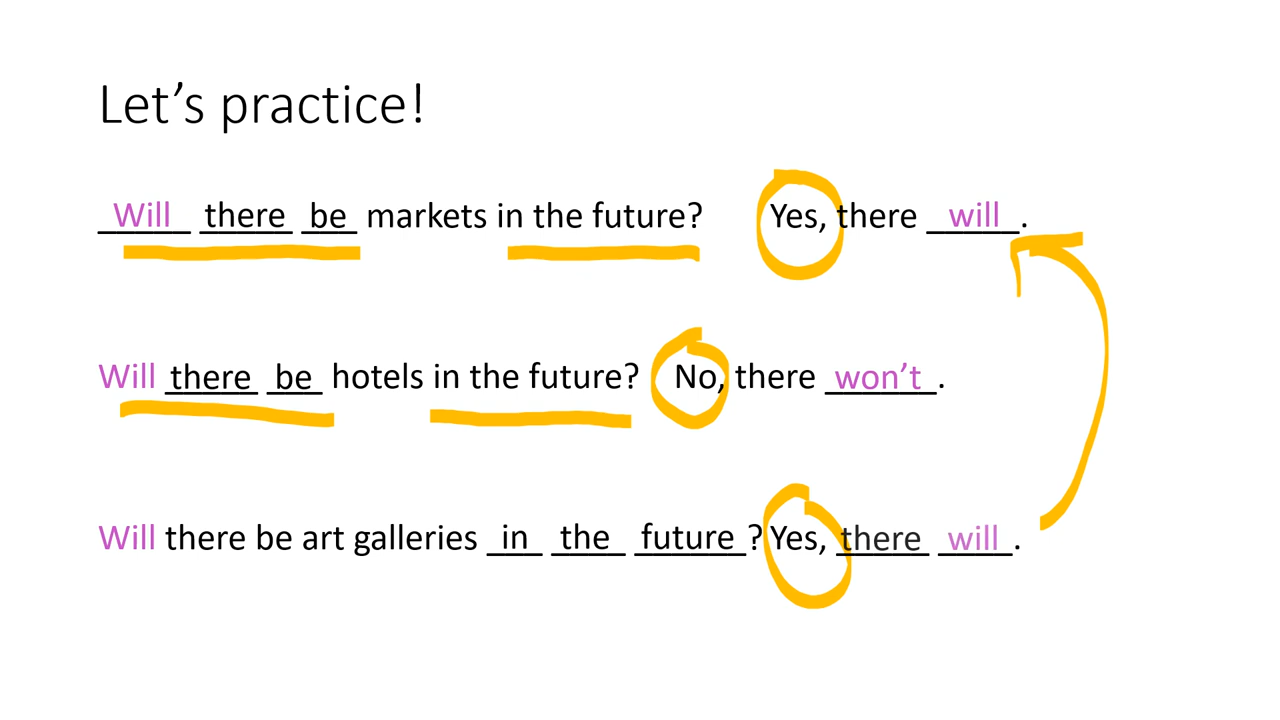 Let’s practice!
Will there be markets in the future? Yes, there will.
Will there be hotels in the future? No, there won’t.
Will there be art galleries in the future? Yes, there will.